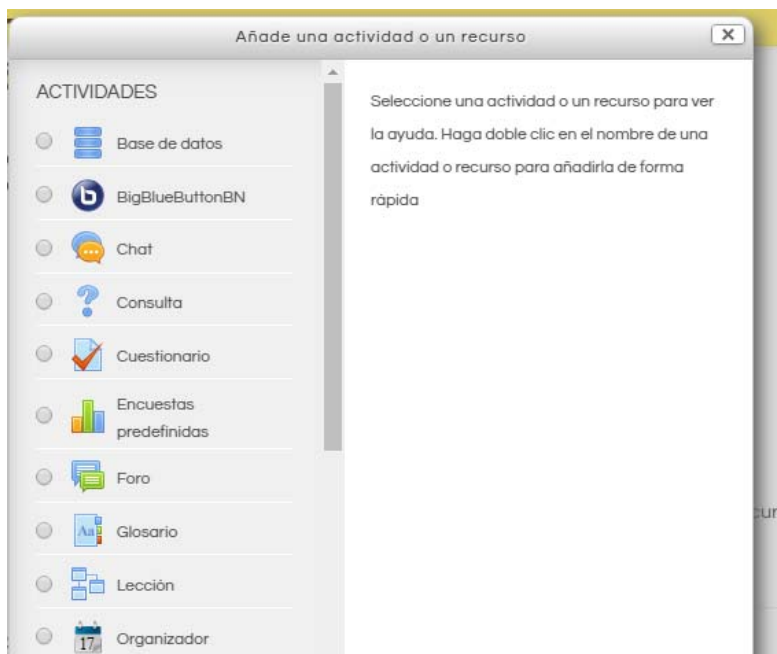 Añade una actividad o un recurso
ACTIVIDADES
Base de datos
BigBlueButtonBN
Chat
Consulta
Cuestionario
Encuestas
predefinidas
Foro
Glosario
Lección
Organizador
Seleccione una actividad o un recurso para ver
la ayuda. Haga doble clic en el nombre de una
actividad o recurso para añadirla de forma
rápida